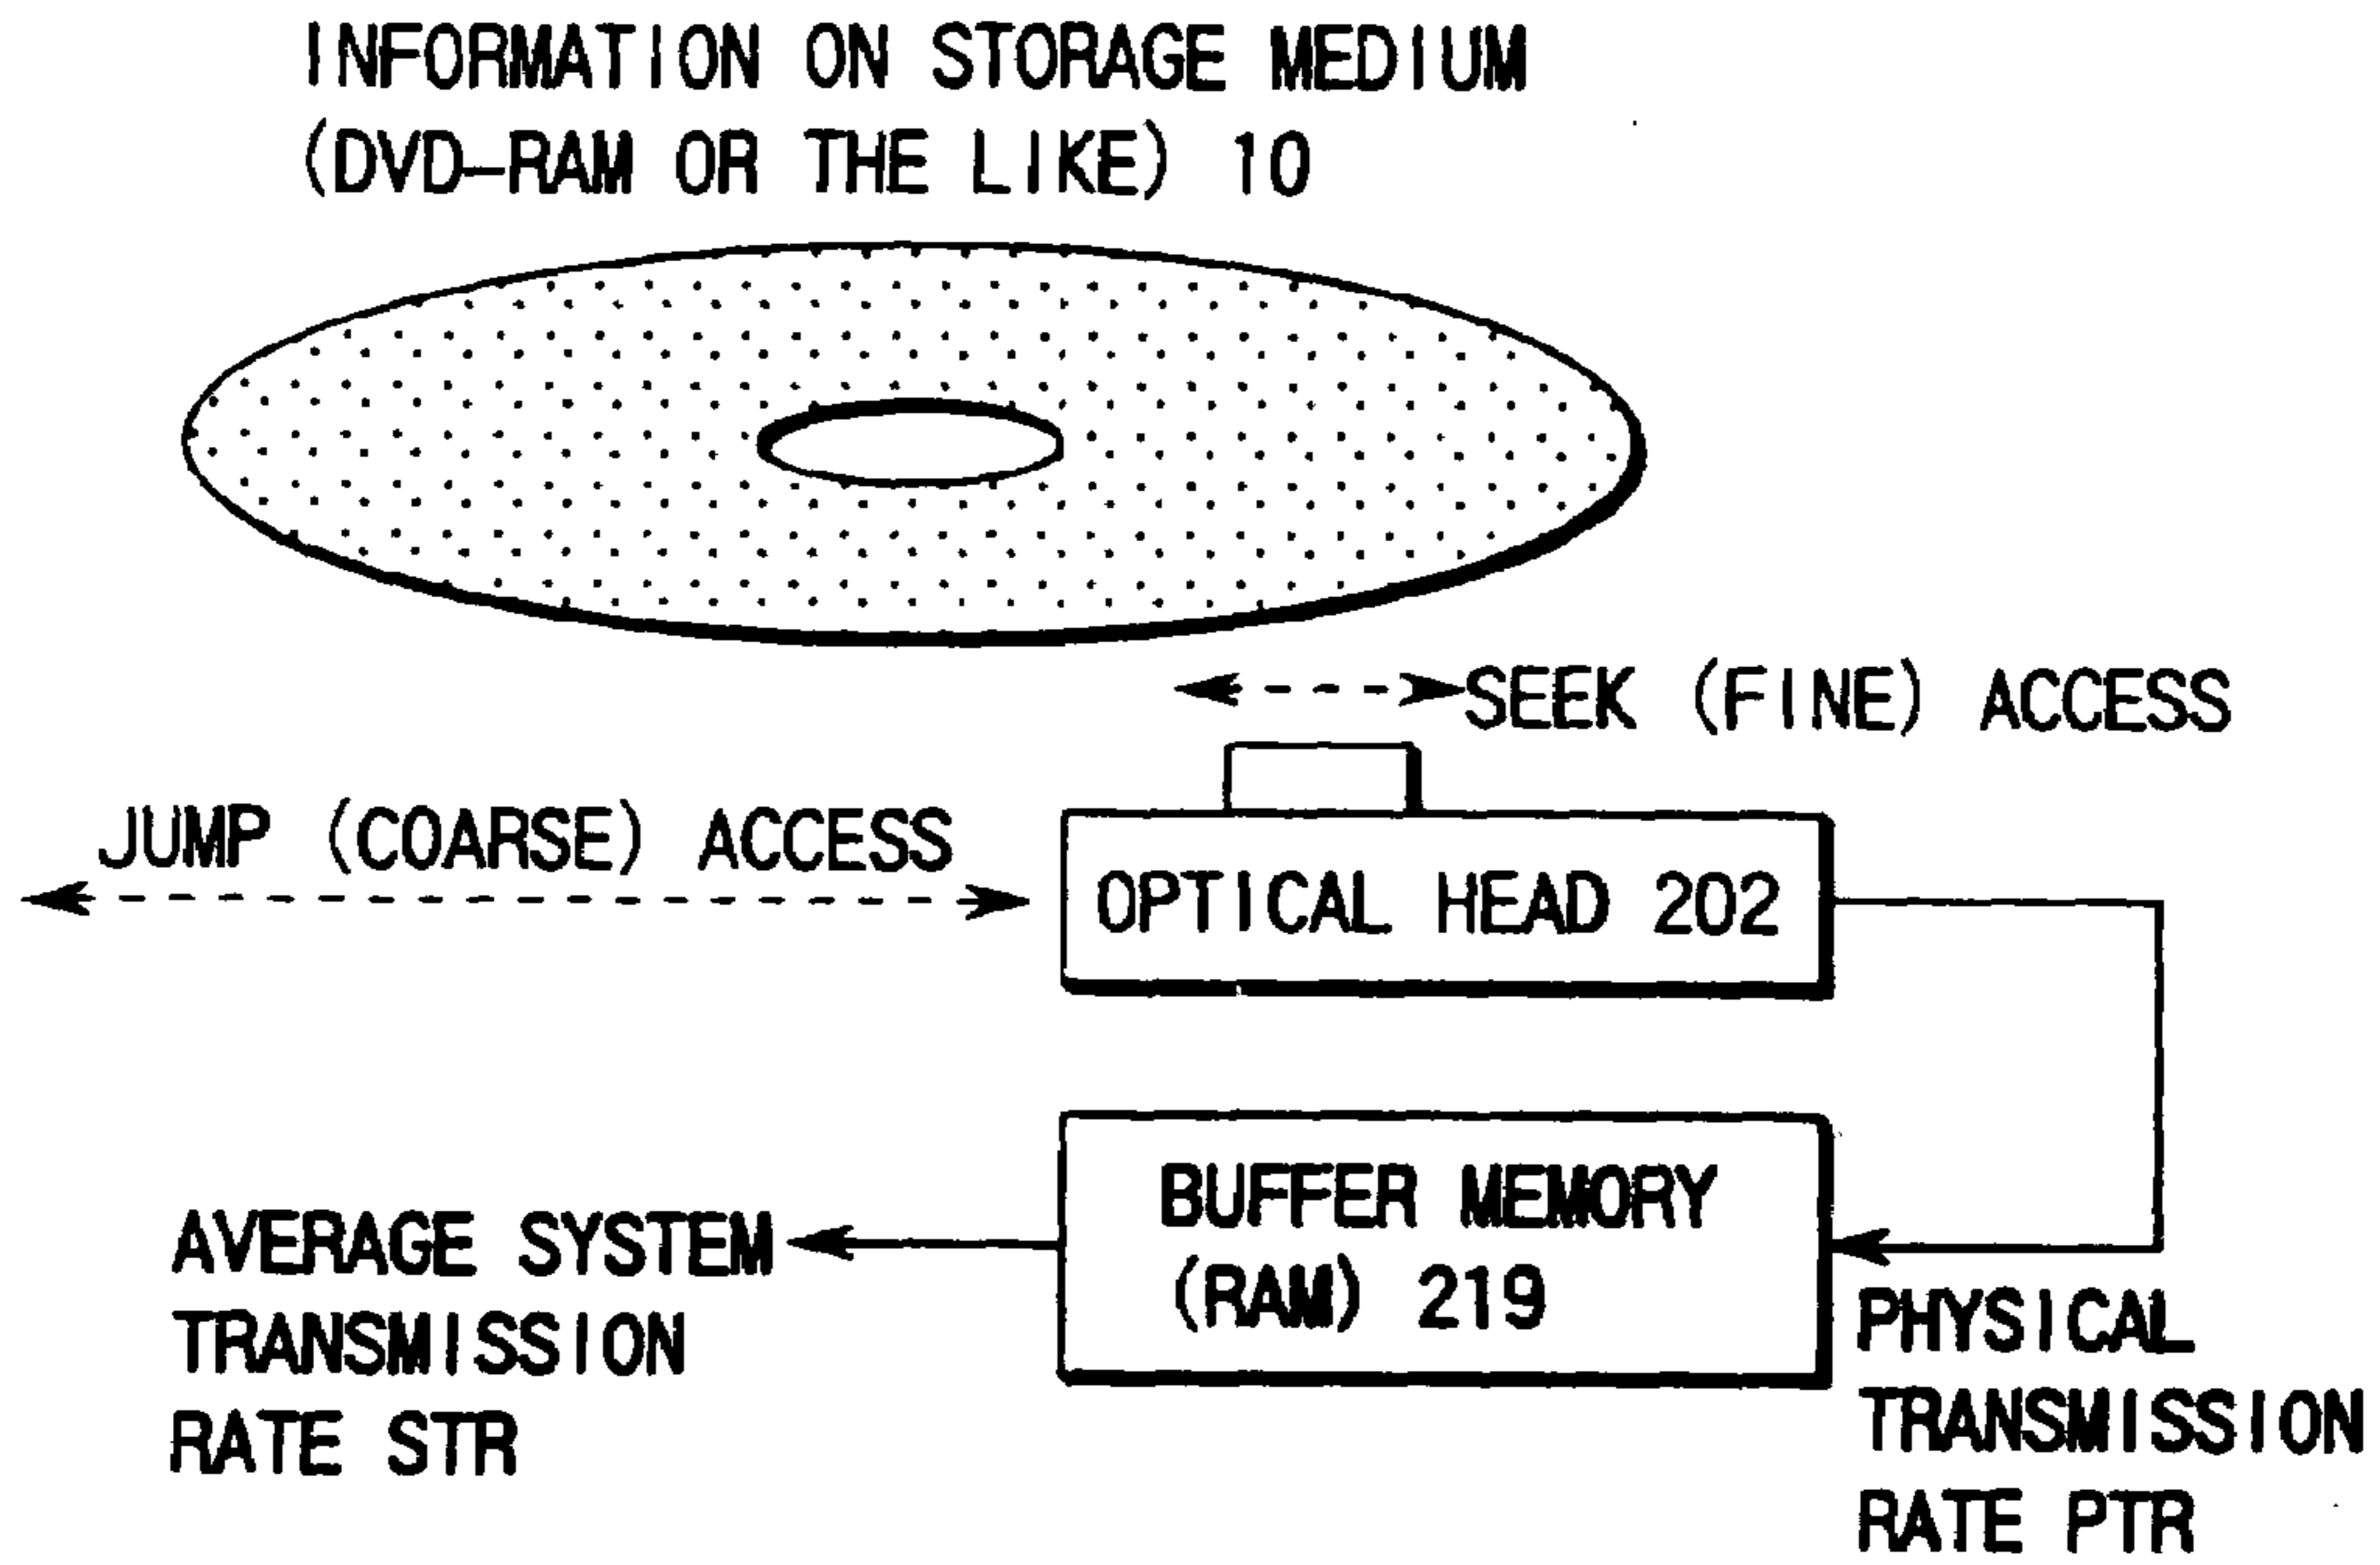 INFORMATION ON STORAGE MEDIUM
(DVD-RAM OR THE LIKE) 10
SEEK (FINE) ACCESS
JUMP (COARSE) ACCESS
OPTICAL HEAD 202
BUFFER MEMORY
(RAM) 219
AVERAGE SYSTEM
TRANSMISSION
RATE STR
PHYSICAL
TRANSMISSION
RATE PTR